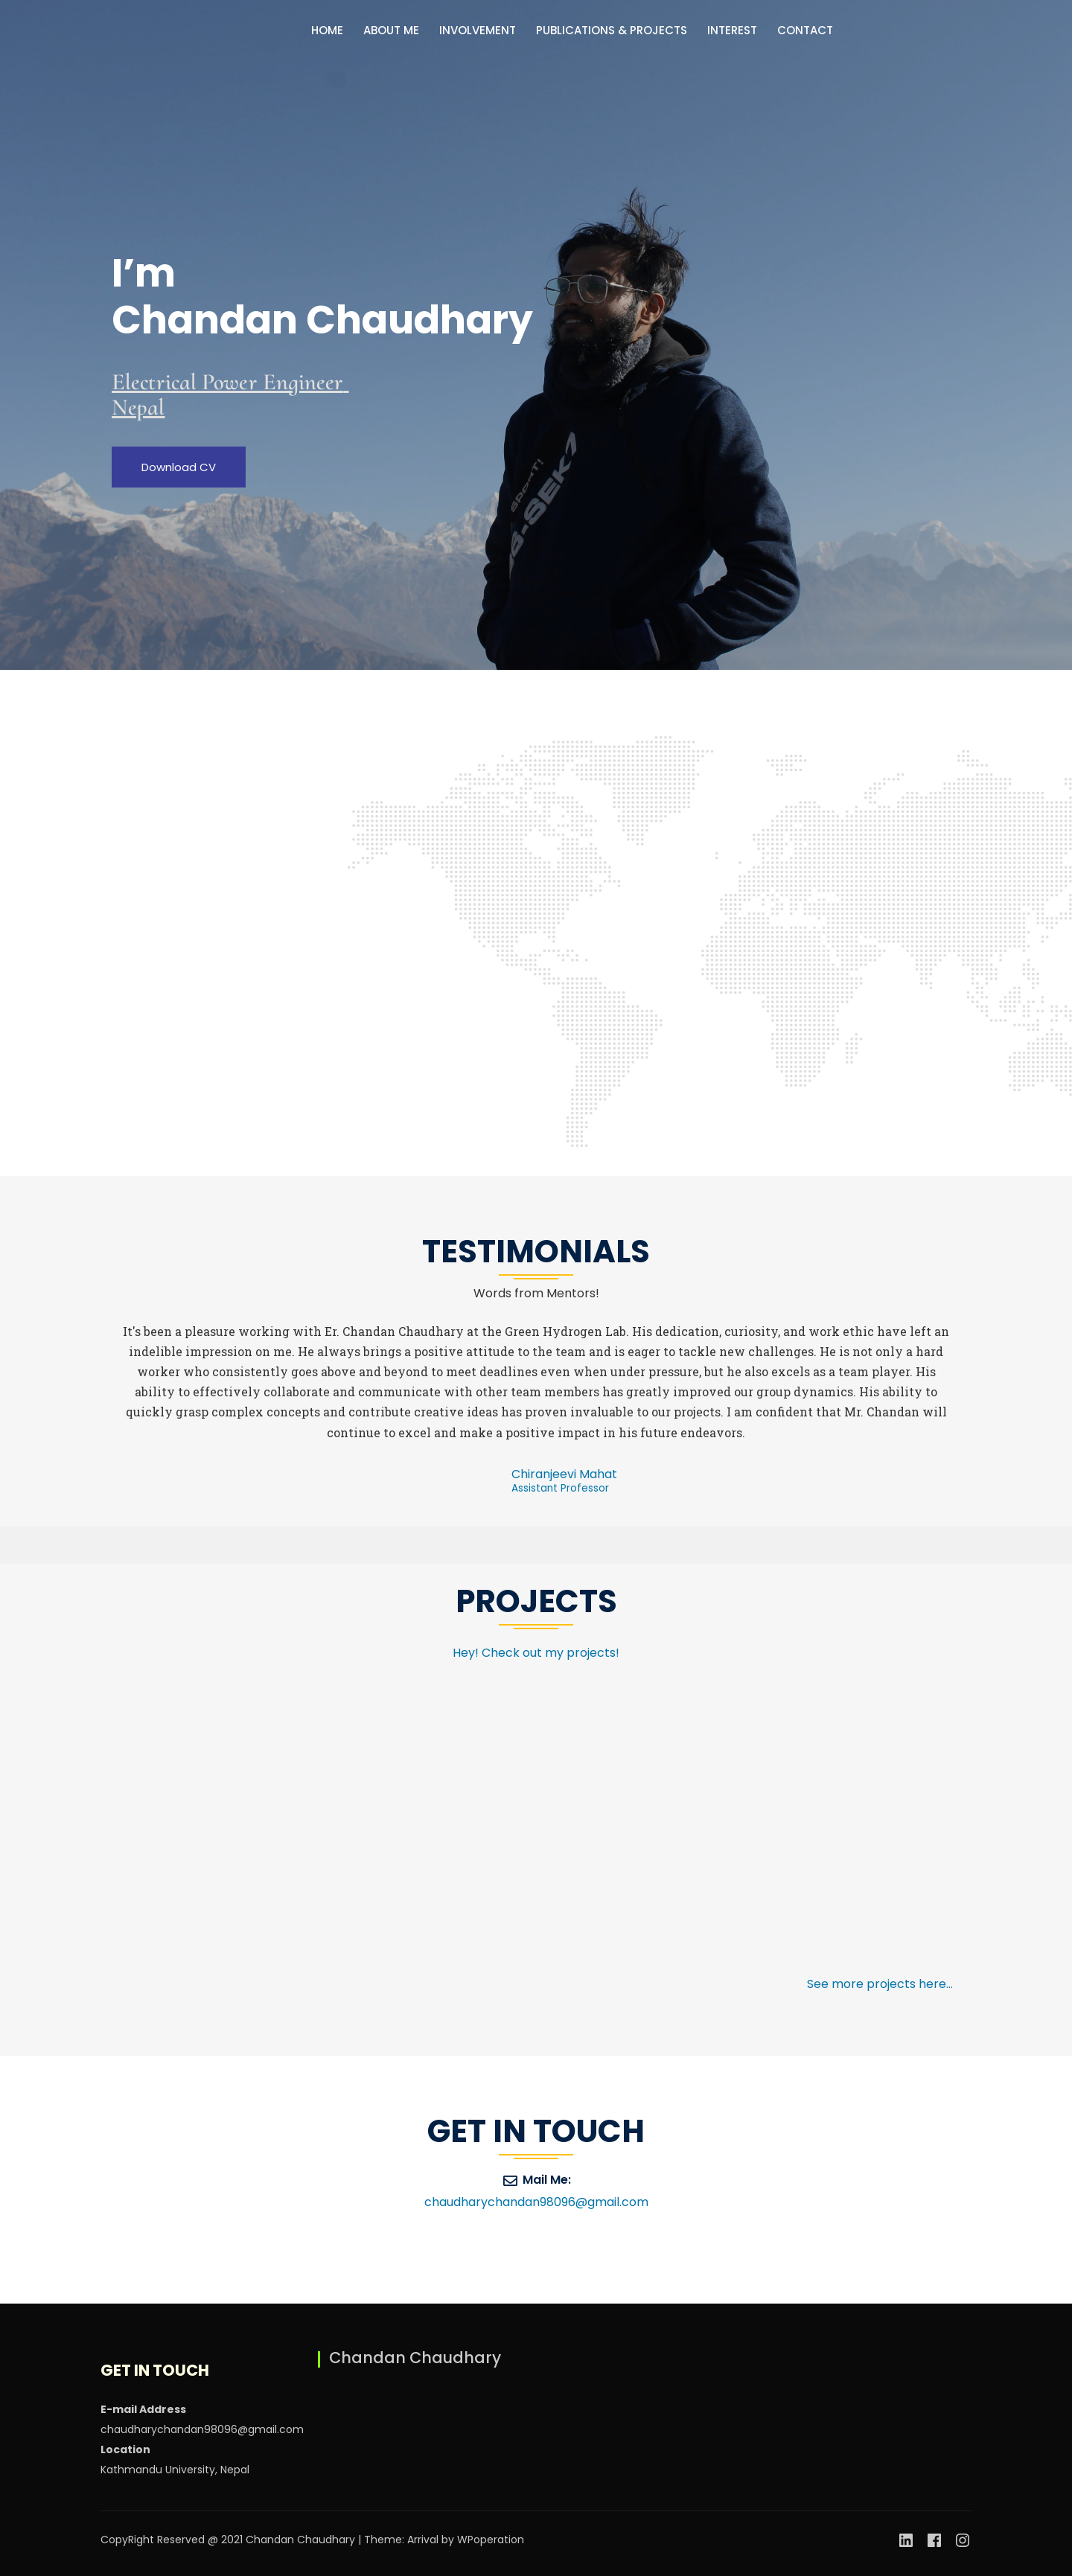 HOME ABOUT ME INVOLVEMENT PUBLICATIONS & PROJECTS INTEREST CONTACT
I'm
Chandan Chaudhary
Electrical Power Engineer
Nepal
Download CV
TESTIMONIALS
Words from Mentors!
It's been a pleasure working with Er. Chandan Chaudhary at the Green Hydrogen Lab. His dedication, curiosity, and work ethic have left an
indelible impression on me. He always brings a positive attitude to the team and is eager to tackle new challenges. He is not only a hard
worker who consistently goes above and beyond to meet deadlines even when under pressure, but he also excels as a team player. His
ability to effectively collaborate and communicate with other team members has greatly improved our group dynamics. His ability to
quickly grasp complex concepts and contribute creative ideas has proven invaluable to our projects. I am confident that Mr. Chandan will
continue to excel and make a positive impact in his future endeavors.
Chiranjeevi Mahat
Assistant Professor
PROJECTS
Hey! Check out my projects!
See more projects here...
GET IN TOUCH
Mail Me:
chaudharychandan98096@gmail.com
GET IN TOUCH
E-mail Address
chaudharychandan98096@gmail.com
Location
Kathmandu University, Nepal
Chandan Chaudhary
CopyRight Reserved @ 2021 Chandan Chaudhary | Theme: Arrival by WPoperation